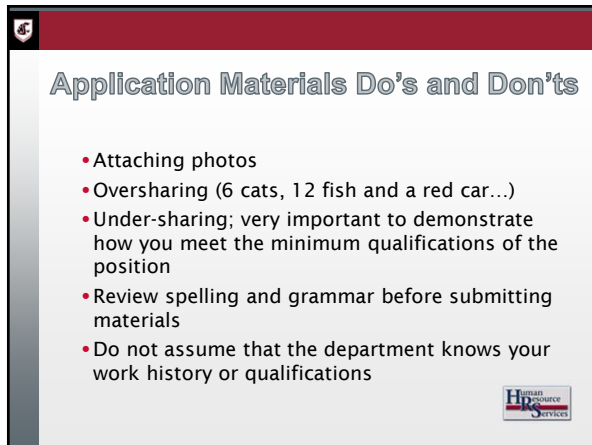 Application Materials Do's and Don'ts
•Attaching photos
•Oversharing (6 cats, 12 fish and a red car...)
•Under-sharing; very important to demonstrate
how you meet the minimum qualifications of the
position
•Review spelling and grammar before submitting
materials
•Do not assume that the department knows your
work history or qualifications
Human
Resource
Services